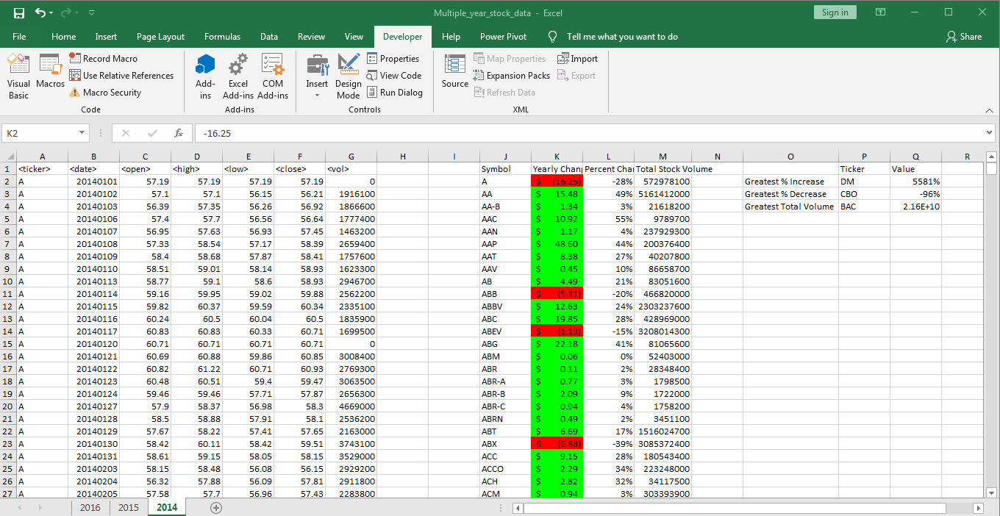 Multiple_year_stock_data - Excel
Sign in
File Home Insert Page Layout Formulas Data Review View Developer Help Power Pivot Tell me what you want to do Share
Visual Basic
Macros
Record Macro
Use Relative References
Macro Security
Code
Add-ins
Excel Add-ins
COM Add-ins
Add-ins
Insert
Design Mode
Properties
View Code
Run Dialog
Controls
Source
Map Properties
Expansion Packs
Refresh Data
Import
Export
XML
K2 fx -16.25
A B C D E F G H I J K L M N O P Q R
1 <ticker> <date> <open> <high> <low> <close> <vol> Symbol Yearly Chang Percent Chan Total Stock Volume Ticker Value
2 A 20140101 57.19 57.19 57.19 57.19 0 A $ (16.25) -28% 572978100 Greatest % Increase DM 5581%
3 A 20140102 57.1 57.1 56.15 56.21 1916100 AA $ 15.48 49% 5161412000 Greatest % Decrease CBO -96%
4 A 20140103 56.39 57.35 56.26 56.92 1866600 AA-B $ 1.34 3% 21618200 Greatest Total Volume BAC 2.16E+10
5 A 20140106 57.4 57.7 56.56 56.64 1777400 AAC $ 10.92 55% 9789700
6 A 20140107 56.95 57.63 56.93 57.45 1463200 AAN $ 1.17 4% 237929300
7 A 20140108 57.33 58.54 57.17 58.39 2659400 AAP $ 48.60 44% 200376400
8 A 20140109 58.4 58.68 57.87 58.41 1757600 AAT $ 8.38 27% 40207800
9 A 20140110 58.51 59.01 58.14 58.93 1623300 AAV $ 0.45 10% 86658700
10 A 20140113 58.77 59.1 58.6 58.93 2946700 AB $ 4.49 21% 83051600
11 A 20140114 59.16 59.95 59.02 59.88 2562200 ABB $ (5.41) -20% 466820000
12 A 20140115 59.82 60.37 59.59 60.34 2335100 ABBV $ 12.63 24% 2303237600
13 A 20140116 60.24 60.5 60.04 60.5 1835900 ABC $ 19.85 28% 428969000
14 A 20140117 60.83 60.83 60.33 60.71 1699500 ABEV $ (1.13) -15% 3208014300
15 A 20140120 60.71 60.71 60.71 60.71 0 ABG $ 22.18 41% 81065600
16 A 20140121 60.69 60.88 59.86 60.85 3008400 ABM $ 0.06 0% 52403000
17 A 20140122 60.82 61.22 60.71 60.93 2769300 ABR $ 0.11 2% 28348400
18 A 20140123 60.48 60.51 59.4 59.47 3063500 ABR-A $ 0.77 3% 1798500
19 A 20140124 59.46 59.46 57.71 57.87 2656300 ABR-B $ 2.09 9% 1722000
20 A 20140127 57.9 58.37 56.98 58.3 4669000 ABR-C $ 0.94 4% 1758200
21 A 20140128 58.5 58.88 57.91 58.1 2536200 ABRN $ 0.49 2% 3451100
22 A 20140129 57.67 58.22 57.41 57.65 2163000 ABT $ 6.69 17% 1516024700
23 A 20140130 58.42 60.11 58.42 59.51 3743100 ABX $ (6.88) -39% 3085372400
24 A 20140131 58.61 59.15 58.05 58.15 3529000 ACC $ 9.15 28% 180543400
25 A 20140203 58.15 58.48 56.08 56.15 2929200 ACCO $ 2.29 34% 223248000
26 A 20140204 56.32 57.88 56.09 57.81 2911800 ACH $ 2.82 32% 34117500
27 A 20140205 57.58 57.7 56.96 57.43 2283800 ACM $ 0.94 3% 303393900
2016 2015 2014